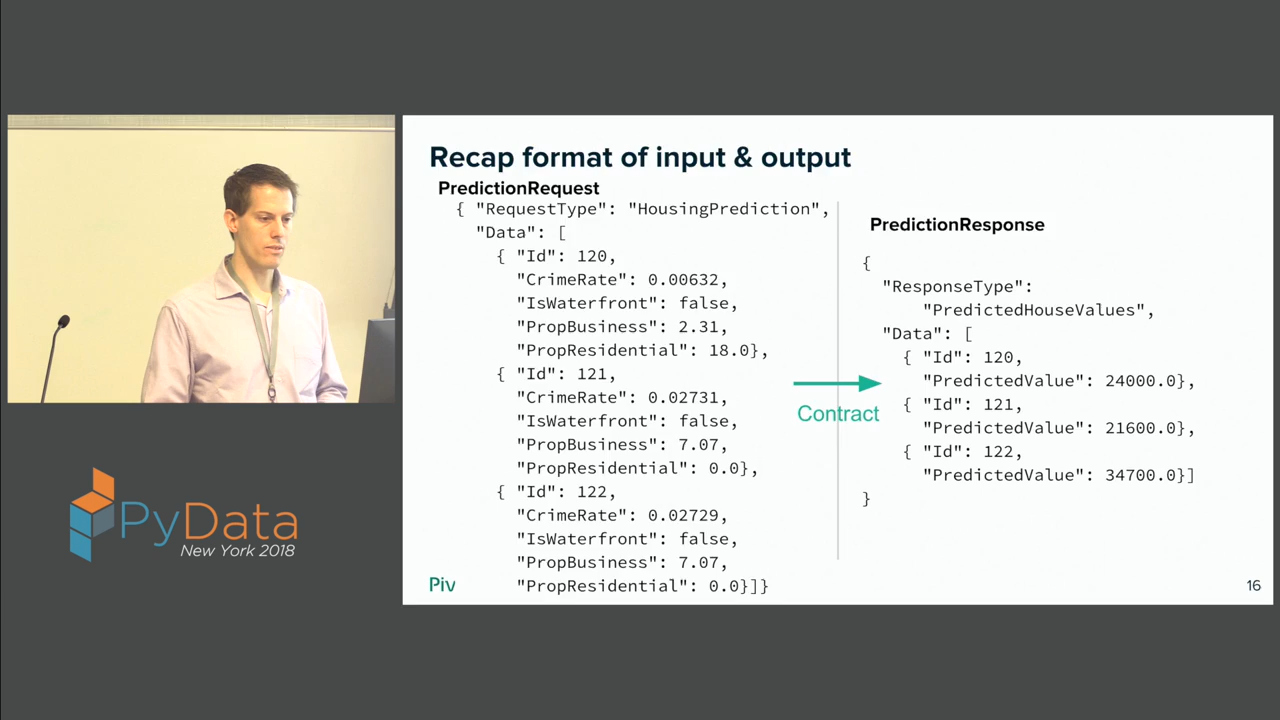 Recap format of input & output
PredictionRequest
{ "RequestType": "HousingPrediction",
"Data": [
{ "Id": 120,
"CrimeRate": 0.00632,
"IsWaterfront": false,
"PropBusiness": 2.31,
"PropResidential": 18.0},
{ "Id": 121,
"CrimeRate": 0.02731,
"IsWaterfront": false,
"PropBusiness": 7.07,
"PropResidential": 0.0},
{ "Id": 122,
"CrimeRate": 0.02729,
"IsWaterfront": false,
"PropBusiness": 7.07,
"PropResidential": 0.0}]}
Contract
PredictionResponse
{
"ResponseType":
"PredictedHouseValues",
"Data": [
{ "Id": 120,
"PredictedValue": 24000.0},
{ "Id": 121,
"PredictedValue": 21600.0},
{ "Id": 122,
"PredictedValue": 34700.0}]
}
Piv
16
PyData
New York 2018